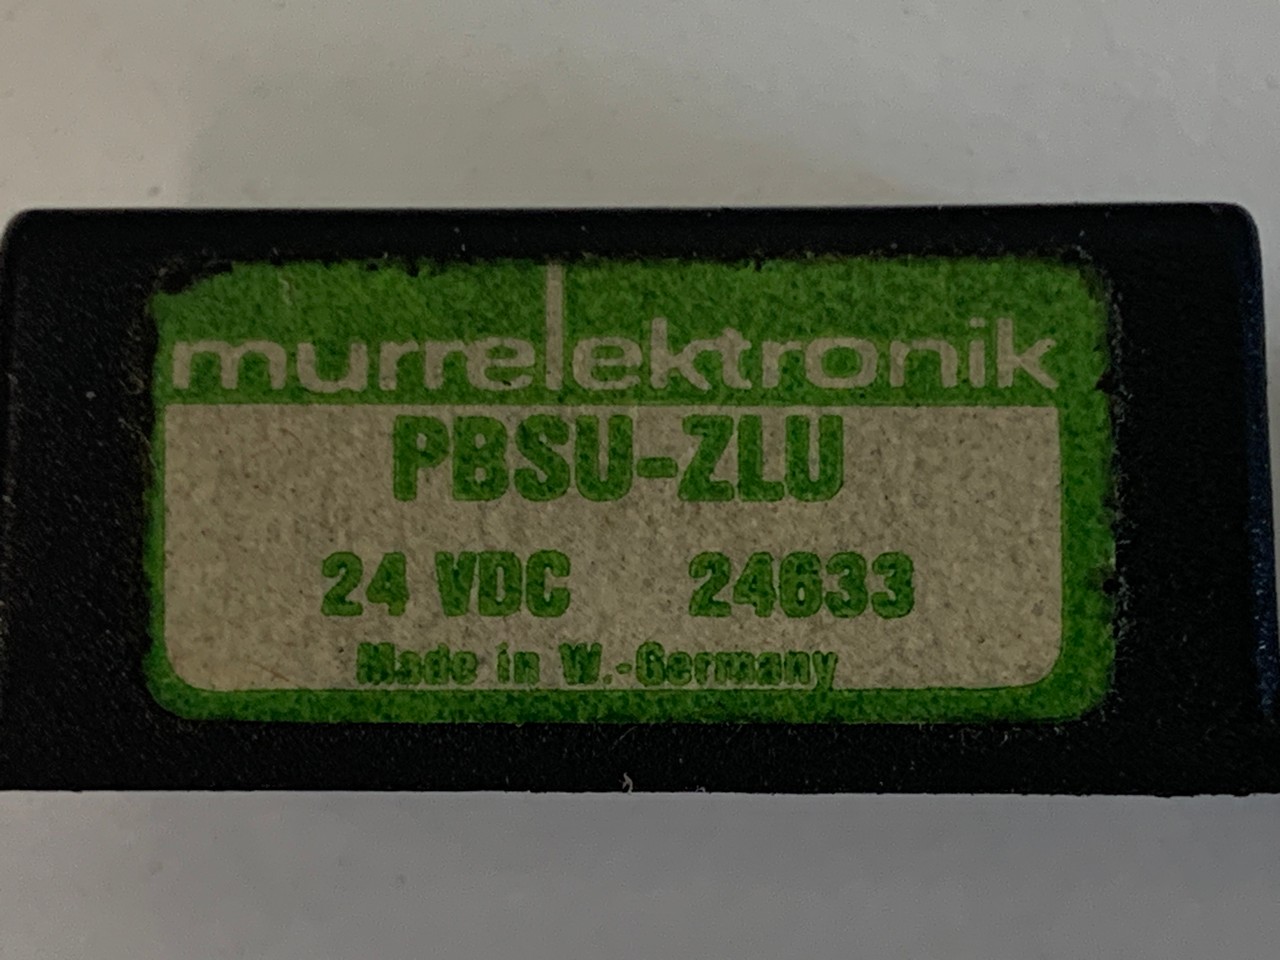 murrelektronik
PBSU-ZLU
24 VDC 24633
Made in W.-Germany